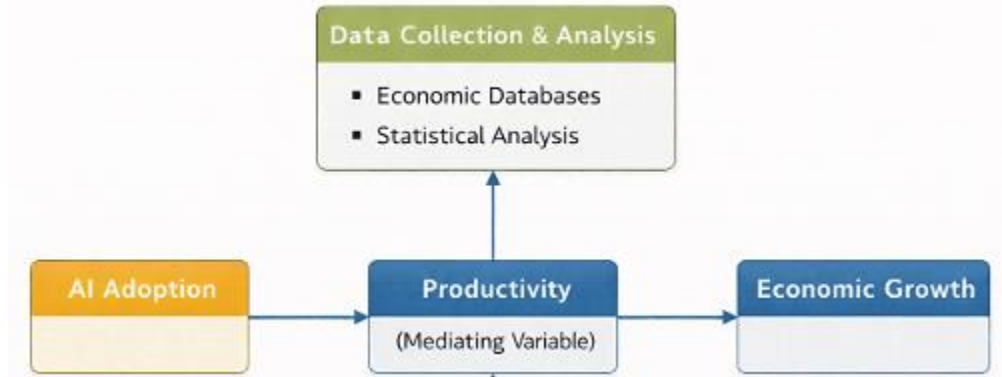 Data Collection & Analysis
▪ Economic Databases
▪ Statistical Analysis
AI Adoption
Productivity
(Mediating Variable)
Economic Growth